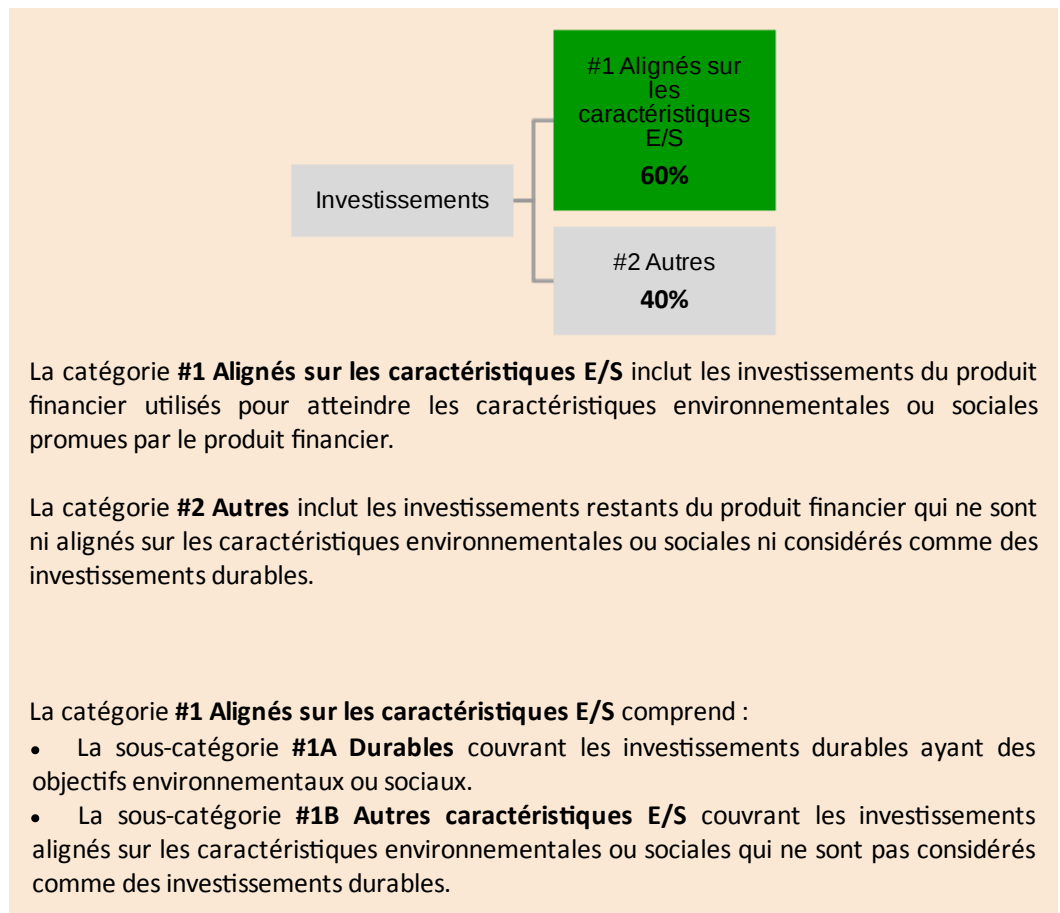 #1 Alignés sur
les
caractéristiques
E/S
60%
Investissements
#2 Autres
40%
La catégorie #1 Alignés sur les caractéristiques E/S inclut les investissements du produit
financier utilisés pour atteindre les caractéristiques environnementales ou sociales
promues par le produit financier.
La catégorie #2 Autres inclut les investissements restants du produit financier qui ne sont
ni alignés sur les caractéristiques environnementales ou sociales ni considérés comme des
investissements durables.
La catégorie #1 Alignés sur les caractéristiques E/S comprend :
• La sous-catégorie #1A Durables couvrant les investissements durables ayant des
objectifs environnementaux ou sociaux.
• La sous-catégorie #1B Autres caractéristiques E/S couvrant les investissements
alignés sur les caractéristiques environnementales ou sociales qui ne sont pas considérés
comme des investissements durables.